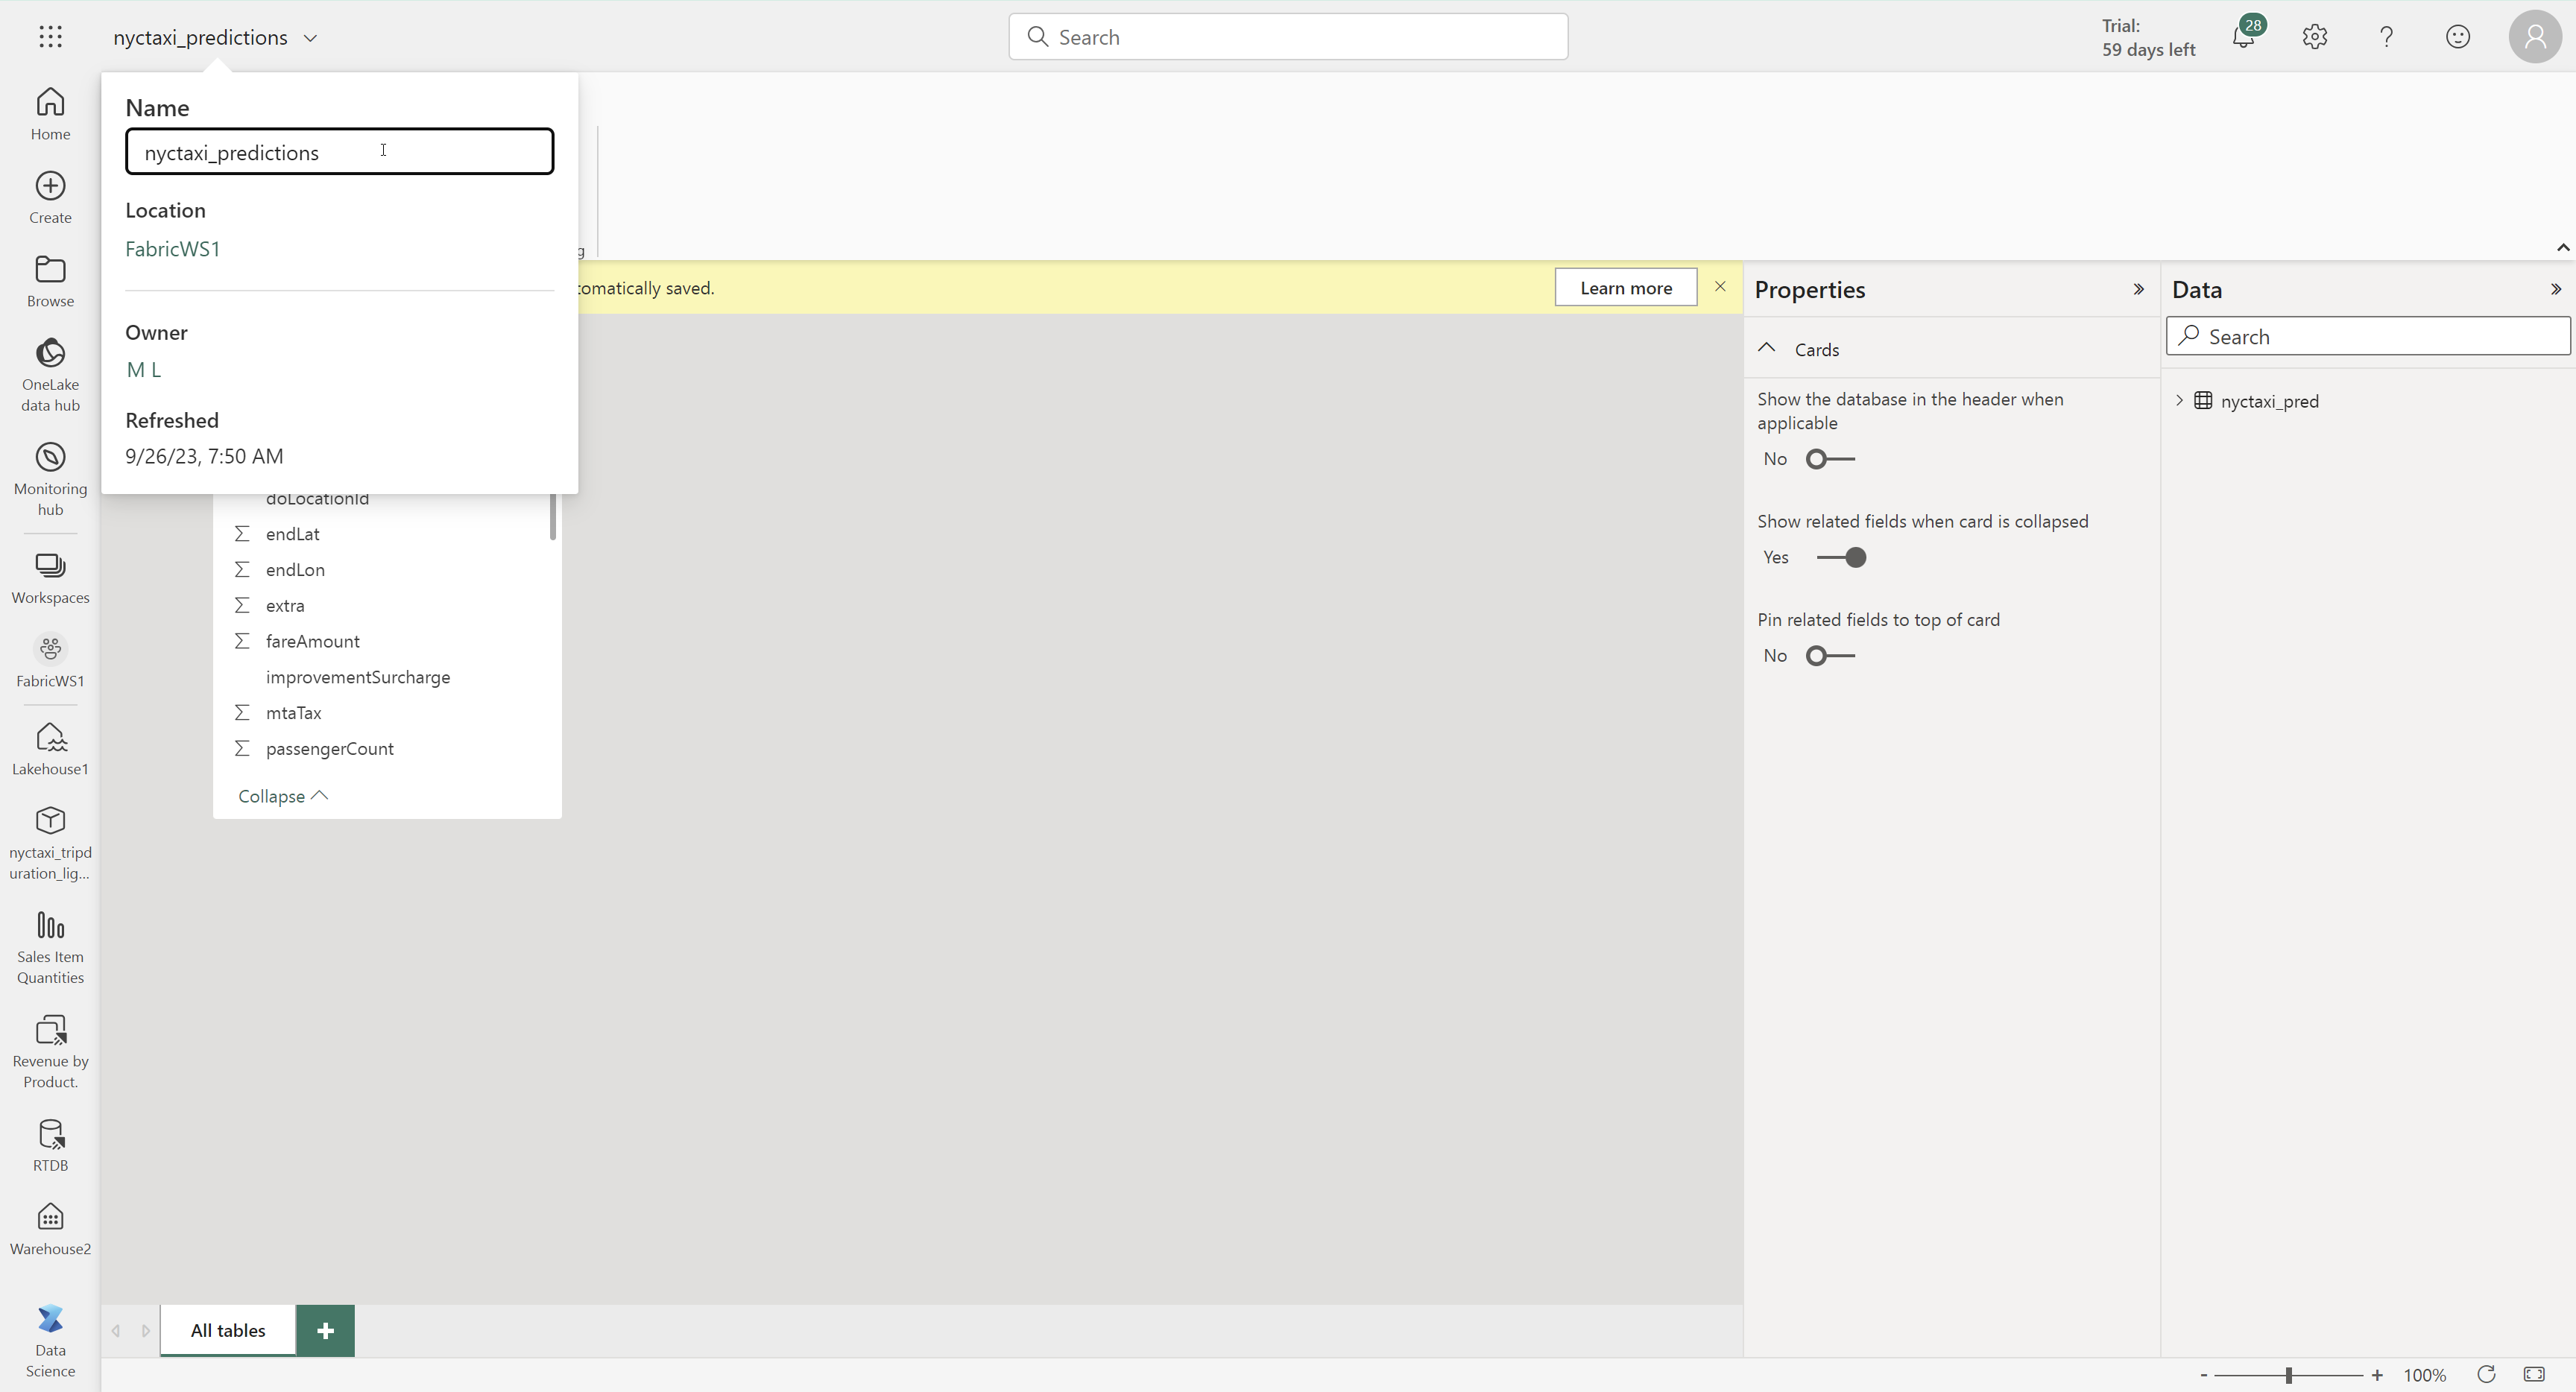 nyctaxi_predictions
Search
Trial:
59 days left
28
Home
Create
Browse
OneLake
data hub
Monitoring
hub
Workspaces
FabricWS1
Lakehouse1
nyctaxi_tripd
uration_lig...
Sales Item
Quantities
Revenue by
Product.
RTDB
Warehouse2
Data
Science
Name
nyctaxi_predictions
Location
FabricWS1
Owner
M L
Refreshed
9/26/23, 7:50 AM
g
tomatically saved.
Learn more
doLocationId
Σ endLat
Σ endLon
Σ extra
Σ fareAmount
improvementSurcharge
Σ mtaTax
Σ passengerCount
Collapse
Properties
Cards
Show the database in the header when
applicable
No
Show related fields when card is collapsed
Yes
Pin related fields to top of card
No
Data
Search
nyctaxi_pred
All tables
+
- + 100%